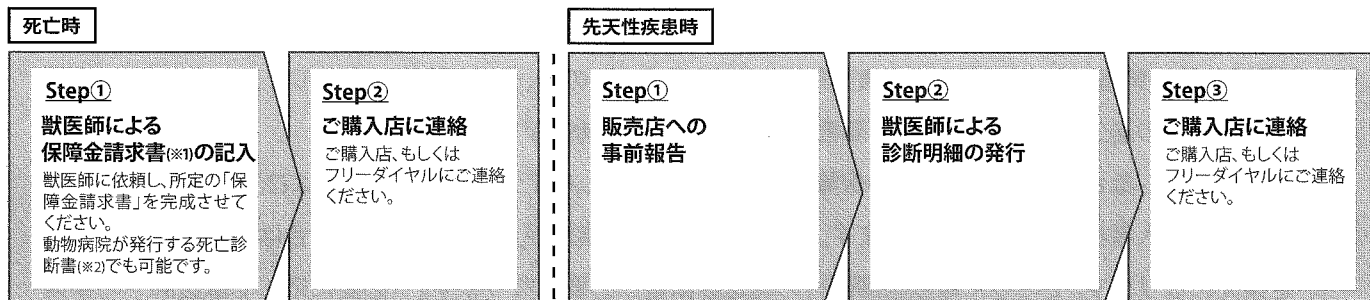 死亡時
Step①
獣医師による
保障金請求書(※1)の記入
獣医師に依頼し、所定の「保
障金請求書」を完成させて
ください。
動物病院が発行する死亡診
断書(※2)でも可能です。
Step②
ご購入店に連絡
ご購入店、もしくは
フリーダイヤルにご連絡
ください。
先天性疾患時
Step①
販売店への
事前報告
Step②
獣医師による
診断明細の発行
Step③
ご購入店に連絡
ご購入店、もしくは
フリーダイヤルにご連絡
ください。